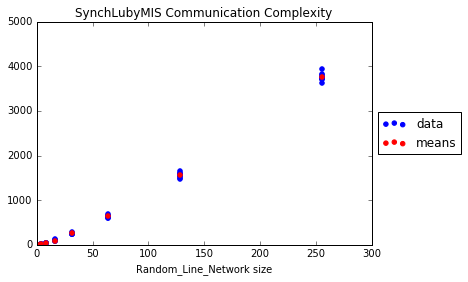 SynchLubyMIS Communication Complexity
5000
4000
3000
2000
1000
0
0 50 100 150 200 250 300
Random_Line_Network size
data
means